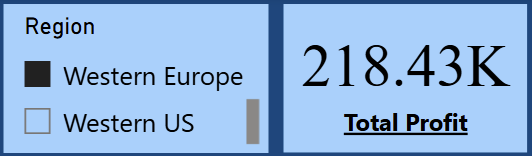 Region
Western Europe
Western US
218.43K
Total Profit